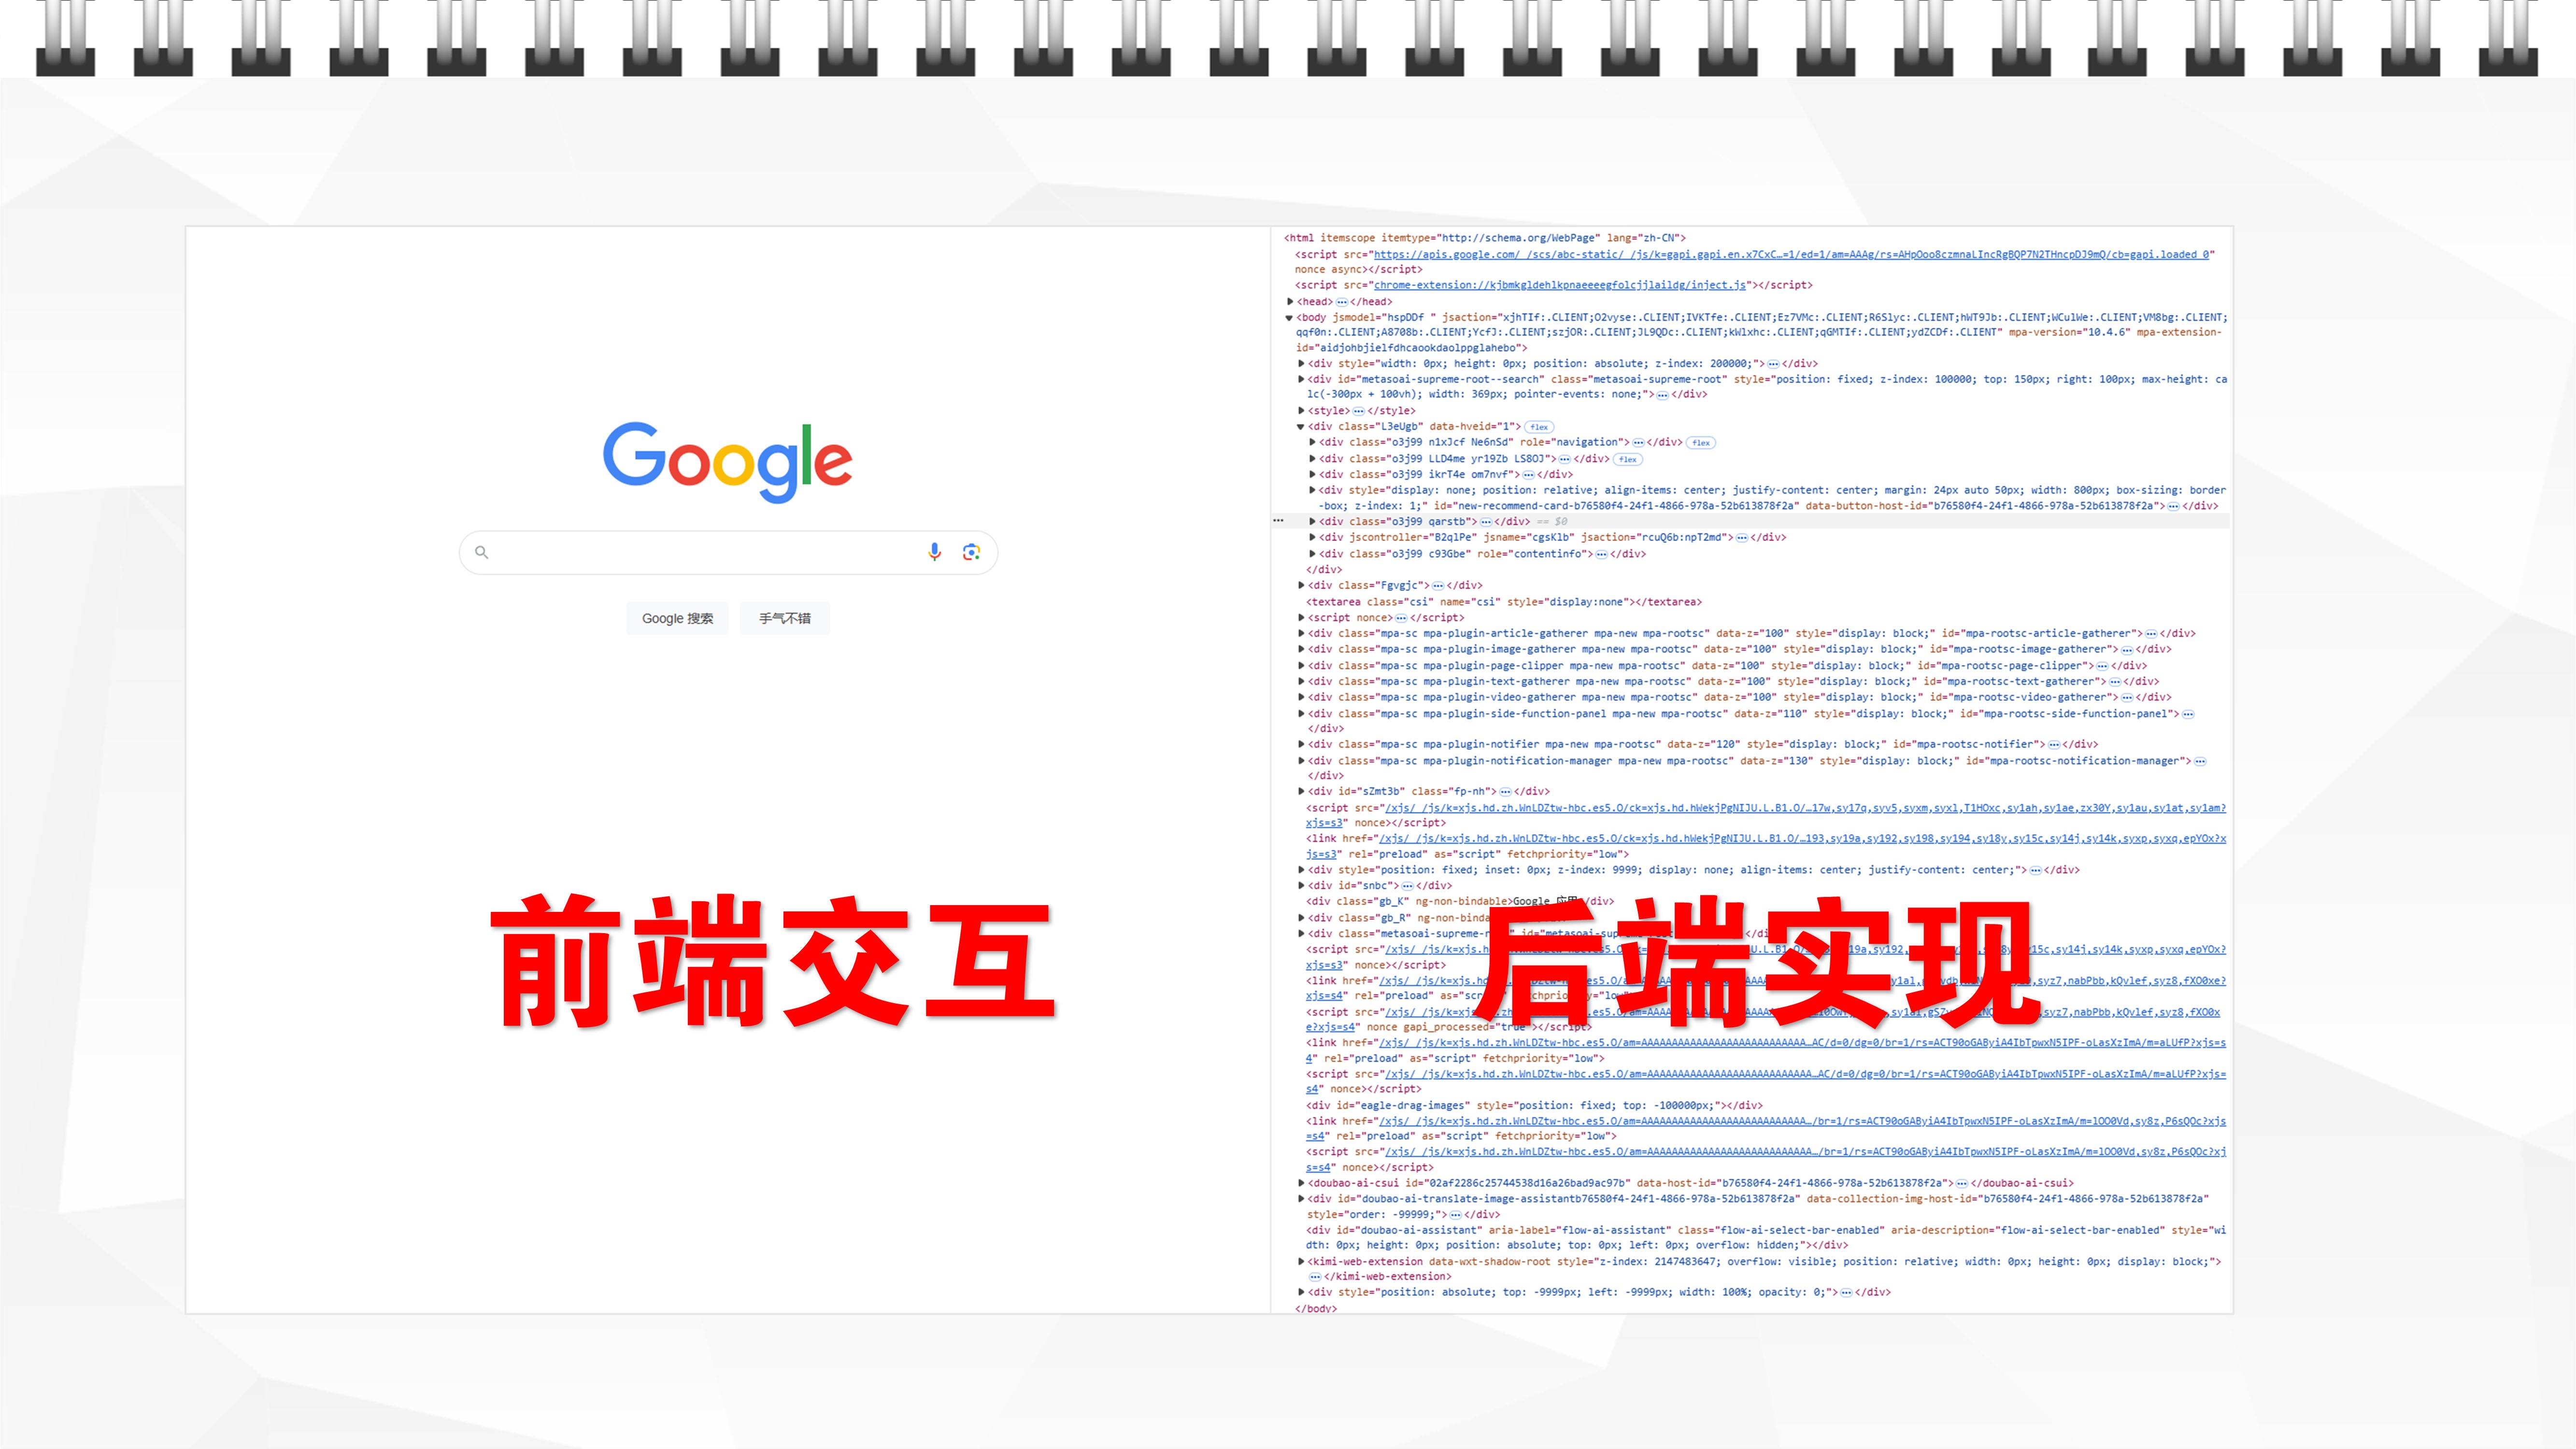 Google
Google 搜索
手气不错
前端交互
<html itemscope itemtype="http://schema.org/WebPage" lang="zh-CN">
<script src="https://apis.google.com/_/scs/abc-static/_/js/k=gapi.gapi.en.x7CxC…=1/ed=1/am=AAAg/rs=AHpOoo8czmnaLIncRgBQP7N2THncpDJ9mQ/cb=gapi.loaded_0"
nonce async></script>
<script src="chrome-extension://kjbmkgldehlkpnaeeeegfolcjjlaildg/inject.js"></script>
<head>…</head>
<body jsmodel="hspDDf " jsaction="xjhTIf:.CLIENT;O2vyse:.CLIENT;IVKTfe:.CLIENT;Ez7VMc:.CLIENT;R6Slyc:.CLIENT;hWT9Jb:.CLIENT;WCulWe:.CLIENT;VM8bg:.CLIENT;
qqf0n:.CLIENT;A8708b:.CLIENT;YcfJ:.CLIENT;szjOR:.CLIENT;JL9QDc:.CLIENT;kWlxhc:.CLIENT;qGMTIf:.CLIENT;ydZCDf:.CLIENT" mpa-version="10.4.6" mpa-extension-
id="aidjohbjielfdhcaookdaolppglahebo">
<div style="width: 0px; height: 0px; position: absolute; z-index: 200000;">…</div>
<div id="metasoai-supreme-root--search" class="metasoai-supreme-root" style="position: fixed; z-index: 100000; top: 150px; right: 100px; max-height: ca
lc(-300px + 100vh); width: 369px; pointer-events: none;">…</div>
<style>…</style>
<div class="L3eUgb" data-hveid="1"> flex
<div class="o3j99 n1xJcf Ne6nSd" role="navigation">…</div> flex
<div class="o3j99 LLD4me yr19Zb LS8OJ">…</div> flex
<div class="o3j99 ikrT4e om7nvf">…</div>
<div style="display: none; position: relative; align-items: center; justify-content: center; margin: 24px auto 50px; width: 800px; box-sizing: border
-box; z-index: 1;" id="new-recommend-card-b76580f4-24f1-4866-978a-52b613878f2a" data-button-host-id="b76580f4-24f1-4866-978a-52b613878f2a">…</div>
<div class="o3j99 qarstb">…</div> == $0
<div jscontroller="B2qlPe" jsname="cgsKlb" jsaction="rcuQ6b:npT2md">…</div>
<div class="o3j99 c93Gbe" role="contentinfo">…</div>
</div>
<div class="Fgvgjc">…</div>
<textarea class="csi" name="csi" style="display:none"></textarea>
<script nonce>…</script>
<div class="mpa-sc mpa-plugin-article-gatherer mpa-new mpa-rootsc" data-z="100" style="display: block;" id="mpa-rootsc-article-gatherer">…</div>
<div class="mpa-sc mpa-plugin-image-gatherer mpa-new mpa-rootsc" data-z="100" style="display: block;" id="mpa-rootsc-image-gatherer">…</div>
<div class="mpa-sc mpa-plugin-page-clipper mpa-new mpa-rootsc" data-z="100" style="display: block;" id="mpa-rootsc-page-clipper">…</div>
<div class="mpa-sc mpa-plugin-text-gatherer mpa-new mpa-rootsc" data-z="100" style="display: block;" id="mpa-rootsc-text-gatherer">…</div>
<div class="mpa-sc mpa-plugin-video-gatherer mpa-new mpa-rootsc" data-z="100" style="display: block;" id="mpa-rootsc-video-gatherer">…</div>
<div class="mpa-sc mpa-plugin-side-function-panel mpa-new mpa-rootsc" data-z="110" style="display: block;" id="mpa-rootsc-side-function-panel">…
</div>
<div class="mpa-sc mpa-plugin-notifier mpa-new mpa-rootsc" data-z="120" style="display: block;" id="mpa-rootsc-notifier">…</div>
<div class="mpa-sc mpa-plugin-notification-manager mpa-new mpa-rootsc" data-z="130" style="display: block;" id="mpa-rootsc-notification-manager">…
</div>
<div id="sZmt3b" class="fp-nh">…</div>
<script src="/xjs/_/js/k=xjs.hd.zh.WnLDZtw-hbc.es5.O/ck=xjs.hd.hWekjPgNIJU.L.B1.O/…17w,sy17q,syv5,syxm,syxl,T1HOxc,sy1ah,sy1ae,zx30Y,sy1au,sy1at,sy1am?
xjs=s3" nonce></script>
<link href="/xjs/_/js/k=xjs.hd.zh.WnLDZtw-hbc.es5.O/ck=xjs.hd.hWekjPgNIJU.L.B1.O/…193,sy19a,sy192,sy198,sy194,sy18y,sy15c,sy14j,sy14k,syxp,syxq,epYOx?x
js=s3" rel="preload" as="script" fetchpriority="low">
<div style="position: fixed; inset: 0px; z-index: 9999; display: none; align-items: center; justify-content: center;">…</div>
<div id="snbc">…</div>
<div class="gb_K" ng-non-bindable>Google
<div class="gb_R"
<div class="metasoai-supreme-
后端实现
<script src="/xjs/_/js/k=xjs.h
xjs=s3" nonce></script>
<link href="/xjs/_/js/k=xjs.h
xjs=s4" rel="preload" as="scr
<script src="/xjs/_/js/k=xjs.h
e?xjs=s4" nonce gapi_processed="true"></script>
<link href="/xjs/_/js/k=xjs.hd.zh.WnLDZtw-hbc.es5.O/am=AAAAAAAAAAAAAAAAAAAAAAAAAA…AC/d=0/dg=0/br=1/rs=ACT90oGAByiA4IbTpwxN5IPF-oLasXzImA/m=aLUfP?xjs=s
4" rel="preload" as="script" fetchpriority="low">
<script src="/xjs/_/js/k=xjs.hd.zh.WnLDZtw-hbc.es5.O/am=AAAAAAAAAAAAAAAAAAAAAAAAAA…AC/d=0/dg=0/br=1/rs=ACT90oGAByiA4IbTpwxN5IPF-oLasXzImA/m=aLUfP?xjs=
s4" nonce></script>
<div id="eagle-drag-images" style="position: fixed; top: -100000px;"></div>
<link href="/xjs/_/js/k=xjs.hd.zh.WnLDZtw-hbc.es5.O/am=AAAAAAAAAAAAAAAAAAAAAAAAAA…/br=1/rs=ACT90oGAByiA4IbTpwxN5IPF-oLasXzImA/m=lOO0Vd,sy8z,P6sQOc?xjs
=s4" rel="preload" as="script" fetchpriority="low">
<script src="/xjs/_/js/k=xjs.hd.zh.WnLDZtw-hbc.es5.O/am=AAAAAAAAAAAAAAAAAAAAAAAAAA…/br=1/rs=ACT90oGAByiA4IbTpwxN5IPF-oLasXzImA/m=lOO0Vd,sy8z,P6sQOc?xj
s=s4" nonce></script>
<doubao-ai-csui id="02af2286c25744538d16a26bad9ac97b" data-host-id="b76580f4-24f1-4866-978a-52b613878f2a">…</doubao-ai-csui>
<div id="doubao-ai-translate-image-assistantb76580f4-24f1-4866-978a-52b613878f2a" data-collection-img-host-id="b76580f4-24f1-4866-978a-52b613878f2a"
style="order: -99999;">…</div>
<div id="doubao-ai-assistant" aria-label="flow-ai-assistant" class="flow-ai-select-bar-enabled" aria-description="flow-ai-select-bar-enabled" style="wi
dth: 0px; height: 0px; position: absolute; top: 0px; left: 0px; overflow: hidden;"></div>
<kimi-web-extension data-wxt-shadow-root style="z-index: 2147483647; overflow: visible; position: relative; width: 0px; height: 0px; display: block;">
…</kimi-web-extension>
<div style="position: absolute; top: -9999px; left: -9999px; width: 100%; opacity: 0;">…</div>
</body>